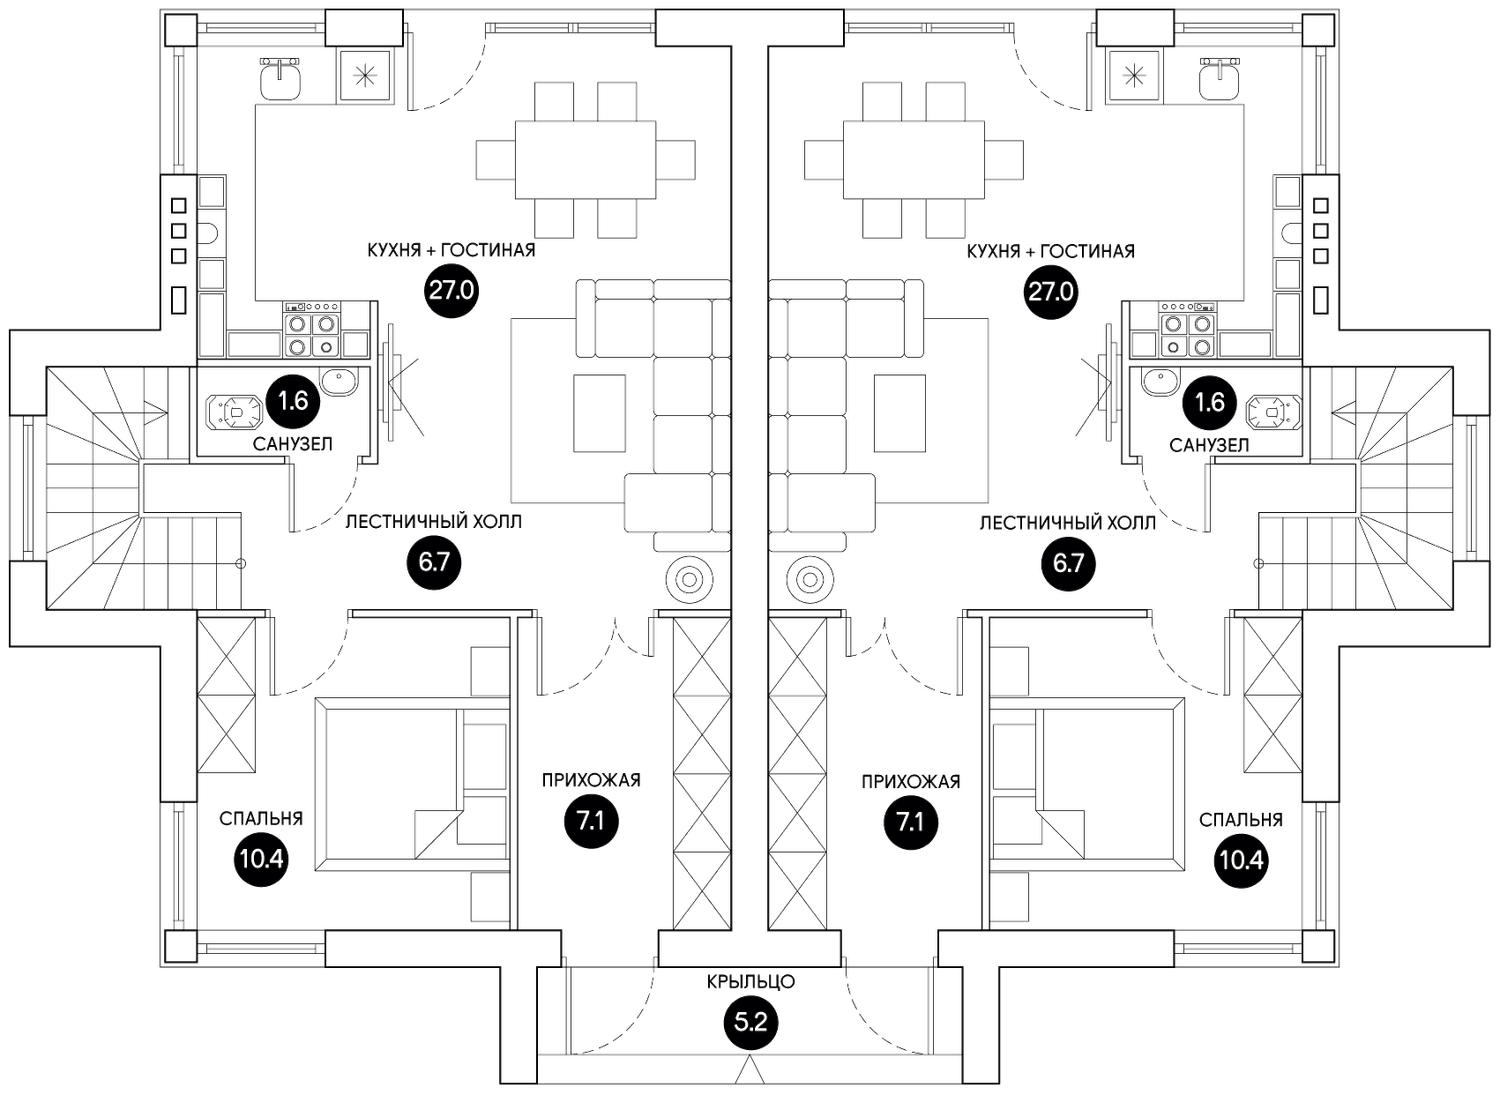 КУХНЯ + ГОСТИНАЯ
27.0
КУХНЯ + ГОСТИНАЯ
27.0
1.6
САНУЗЕЛ
1.6
САНУЗЕЛ
ЛЕСТНИЧНЫЙ ХОЛЛ
6.7
ЛЕСТНИЧНЫЙ ХОЛЛ
6.7
ПРИХОЖАЯ
7.1
ПРИХОЖАЯ
7.1
СПАЛЬНЯ
10.4
СПАЛЬНЯ
10.4
КРЫЛЬЦО
5.2